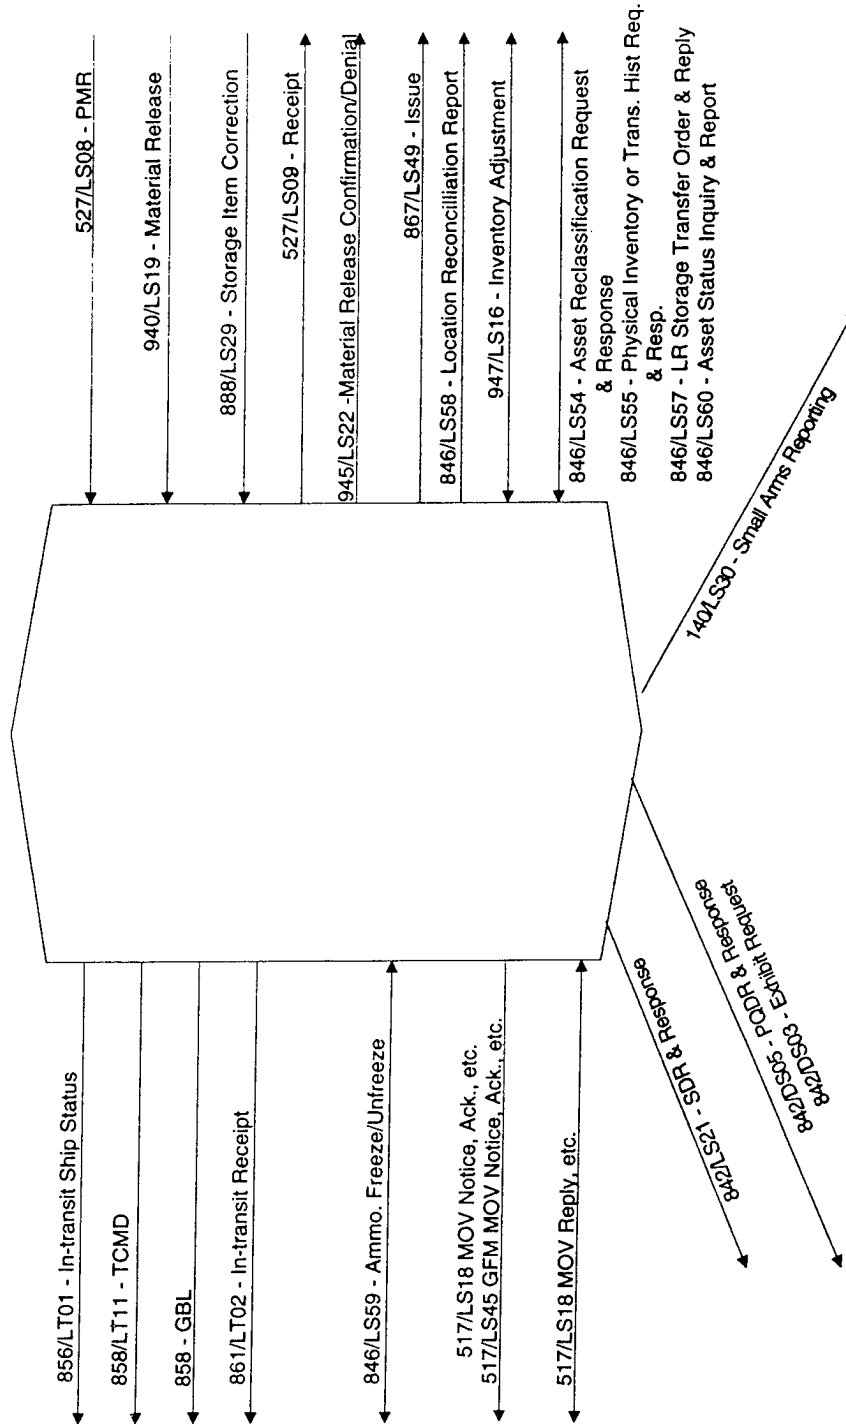 856/LT01 - In-transit Ship Status
858/LT11 - TCMD
858 - GBL
861/LT02 - In-transit Receipt
846/LS59 - Ammo. Freeze/Unfreeze
517/LS18 MOV Notice, Ack., etc.
517/LS45 GFM MOV Notice, Ack., etc.
517/LS18 MOV Reply, etc.
842/LS21 - SDR & Response
842/DS05 - PQDR & Response
842/DS03 - Exhibit Request
140/LS30 - Small Arms Reporting
527/LS08 - PMR
940/LS19 - Material Release
888/LS29 - Storage Item Correction
527/LS09 - Receipt
945/LS22 -Material Release Confirmation/Denial
867/LS49 - Issue
846/LS58 - Location Reconcilliation Report
947/LS16 - Inventory Adjustment
846/LS54 - Asset Reclassification Request
& Response
846/LS55 - Physical Inventory or Trans. Hist Req.
& Resp.
846/LS57 - LR Storage Transfer Order & Reply
846/LS60 - Asset Status Inquiry & Report